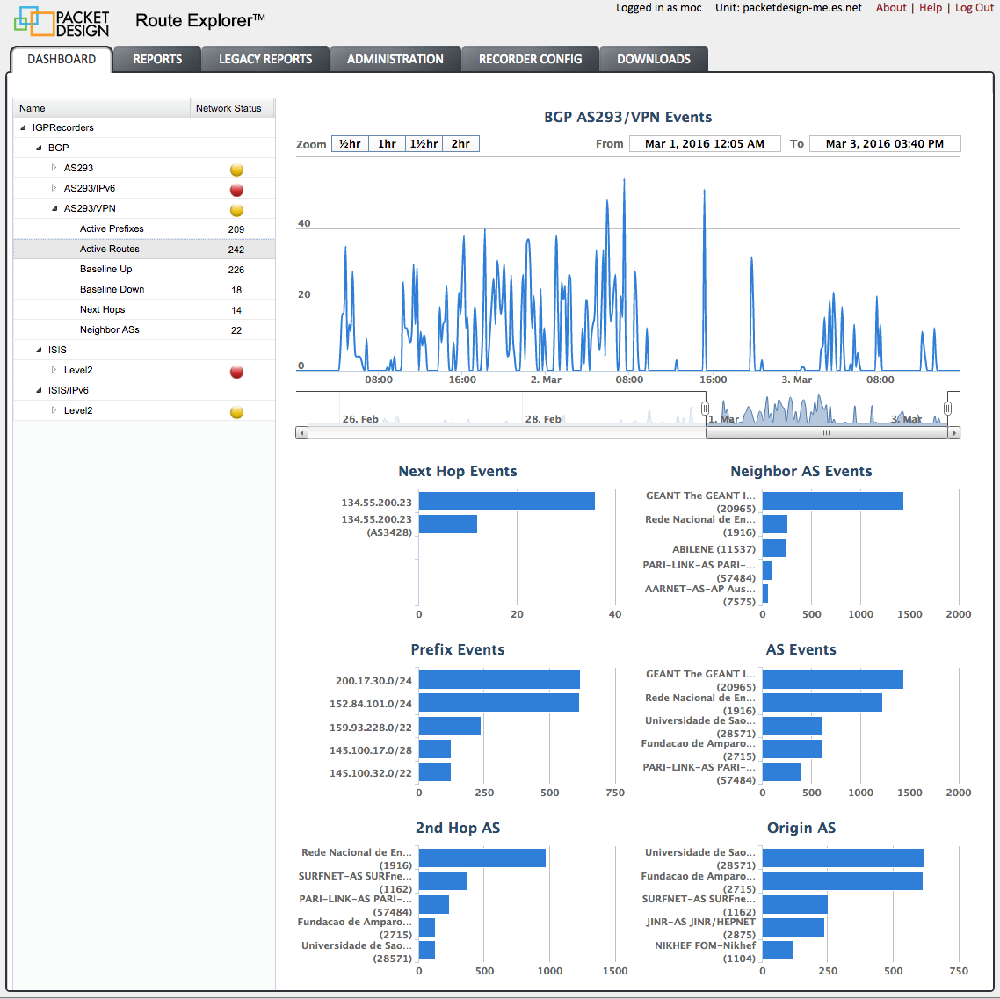 PACKET
DESIGN
Route Explorer™
Logged in as moc Unit: packetdesign-me.es.net About | Help | Log Out
DASHBOARD REPORTS LEGACY REPORTS ADMINISTRATION RECORDER CONFIG DOWNLOADS
Name Network Status
IGPRecorders
BGP
AS293
AS293/IPv6
AS293/VPN
Active Prefixes 209
Active Routes 242
Baseline Up 226
Baseline Down 18
Next Hops 14
Neighbor ASs 22
ISIS
Level2
ISIS/IPv6
Level2
BGP AS293/VPN Events
Zoom ½hr 1hr 1½hr 2hr From Mar 1, 2016 12:05 AM To Mar 3, 2016 03:40 PM
40
20
0
08:00 16:00 2. Mar 08:00 16:00 3. Mar 08:00
26. Feb 28. Feb 1. Mar 3. Mar
Next Hop Events
134.55.200.23
134.55.200.23
(AS3428)
0 20 40
Neighbor AS Events
GEANT The GEANT I...
(20965)
Rede Nacional de En...
(1916)
ABILENE (11537)
PARI-LINK-AS PARI-...
(57484)
AARNET-AS-AP Aus...
(7575)
0 500 1000 1500 2000
Prefix Events
200.17.30.0/24
152.84.101.0/24
159.93.228.0/22
145.100.17.0/28
145.100.32.0/22
0 250 500 750
AS Events
GEANT The GEANT I...
(20965)
Rede Nacional de En...
(1916)
Universidade de Sao...
(28571)
Fundacao de Amparo...
(2715)
PARI-LINK-AS PARI-...
(57484)
0 500 1000 1500 2000
2nd Hop AS
Rede Nacional de En...
(1916)
SURFNET-AS SURFne...
(1162)
PARI-LINK-AS PARI-...
(57484)
Fundacao de Amparo...
(2715)
Universidade de Sao...
(28571)
0 500 1000 1500
Origin AS
Universidade de Sao...
(28571)
Fundacao de Amparo...
(2715)
SURFNET-AS SURFne...
(1162)
JINR-AS JINR/HEPNET
(2875)
NIKHEF FOM-Nikhef
(1104)
0 250 500 750